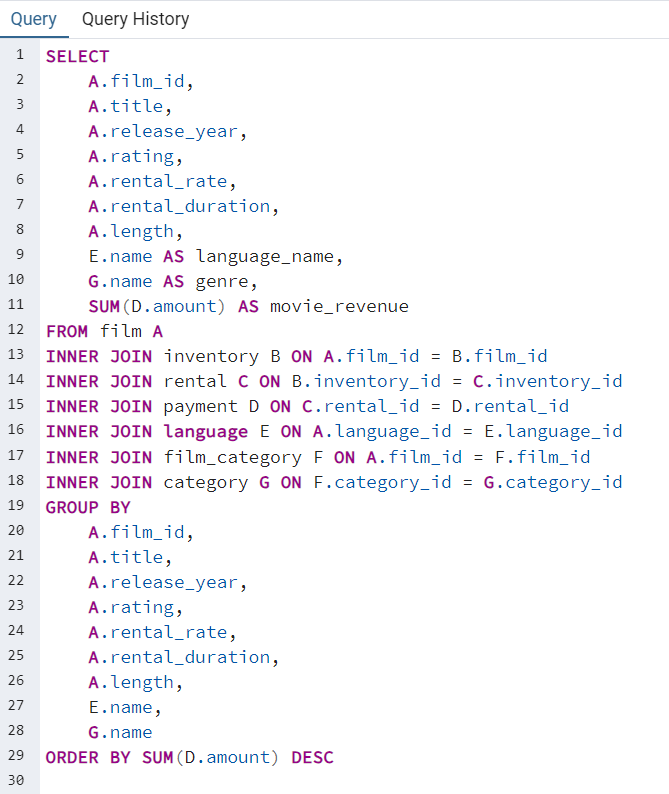 Query Query History
1 SELECT
2 A.film_id,
3 A.title,
4 A.release_year,
5 A.rating,
6 A.rental_rate,
7 A.rental_duration,
8 A.length,
9 E.name AS language_name,
10 G.name AS genre,
11 SUM(D.amount) AS movie_revenue
12 FROM film A
13 INNER JOIN inventory B ON A.film_id = B.film_id
14 INNER JOIN rental C ON B.inventory_id = C.inventory_id
15 INNER JOIN payment D ON C.rental_id = D.rental_id
16 INNER JOIN language E ON A.language_id = E.language_id
17 INNER JOIN film_category F ON A.film_id = F.film_id
18 INNER JOIN category G ON F.category_id = G.category_id
19 GROUP BY
20 A.film_id,
21 A.title,
22 A.release_year,
23 A.rating,
24 A.rental_rate,
25 A.rental_duration,
26 A.length,
27 E.name,
28 G.name
29 ORDER BY SUM(D.amount) DESC
30